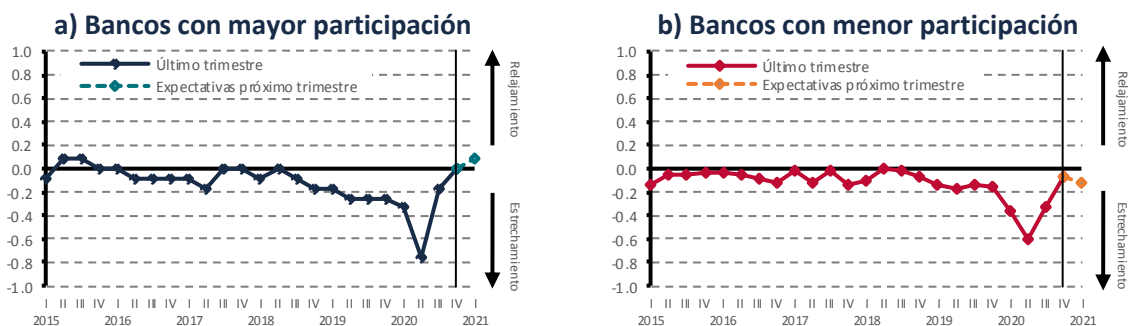 a) Bancos con mayor participación
1.0
0.8
0.6
0.4
0.2
0.0
-0.2
-0.4
-0.6
-0.8
-1.0
Último trimestre
Expectativas próximo trimestre
Relajamiento
Estrechamiento
I II III IV I II III IV I II III IV I II III IV I II III IV I II III IV I
2015 2016 2017 2018 2019 2020 2021
b) Bancos con menor participación
1.0
0.8
0.6
0.4
0.2
0.0
-0.2
-0.4
-0.6
-0.8
-1.0
Último trimestre
Expectativas próximo trimestre
Relajamiento
Estrechamiento
I II III IV I II III IV I II III IV I II III IV I II III IV I II III IV I
2015 2016 2017 2018 2019 2020 2021